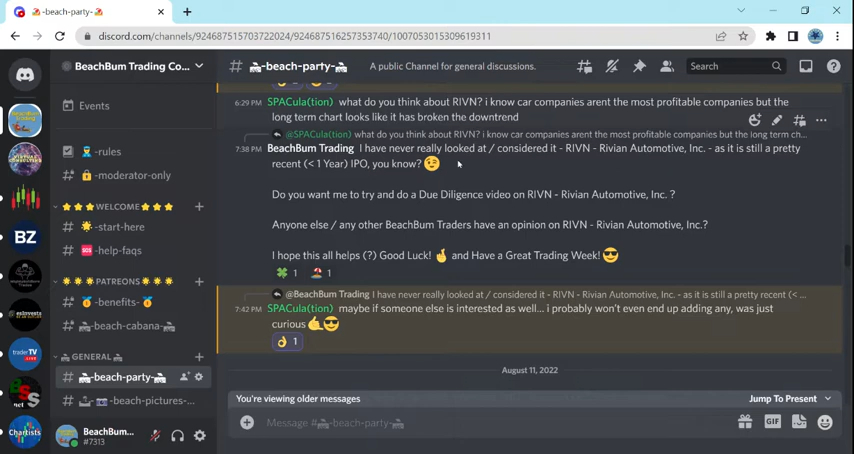 -beach-party-
discord.com/channels/924687515703722024/924687516257353740/1007053015309619311
BeachBum Trading Co...
# -beach-party-
A public Channel for general discussions.
Search
Events
-rules
# -moderator-only
WELCOME
# -start-here
# SOS -help-faqs
PATREONS
# -benefits-
# -beach-cabana-
GENERAL
# -beach-party-
# -beach-pictures-...
BeachBum...
#7313
BZ
traderTV
LIVE
BSS
net
Chartists
6:29 PM SPACula(tion) what do you think about RIVN? i know car companies arent the most profitable companies but the
long term chart looks like it has broken the downtrend
@SPACula(tion) what do you think about RIVN? i know car companies arent the most profitable companies but the long term ch...
7:38 PM BeachBum Trading I have never really looked at / considered it - RIVN - Rivian Automotive, Inc. - as it is still a pretty
recent (< 1 Year) IPO, you know?
Do you want me to try and do a Due Diligence video on RIVN - Rivian Automotive, Inc. ?
Anyone else / any other BeachBum Traders have an opinion on RIVN - Rivian Automotive, Inc.?
I hope this all helps (?) Good Luck! and Have a Great Trading Week!
1 1
@BeachBum Trading I have never really looked at / considered it - RIVN - Rivian Automotive, Inc. - as it is still a pretty recent (< ...
7:42 PM SPACula(tion) maybe if someone else is interested as well... i probably won't even end up adding any, was just
curious
1
August 11, 2022
You're viewing older messages
Jump To Present
Message #-beach-party-
GIF